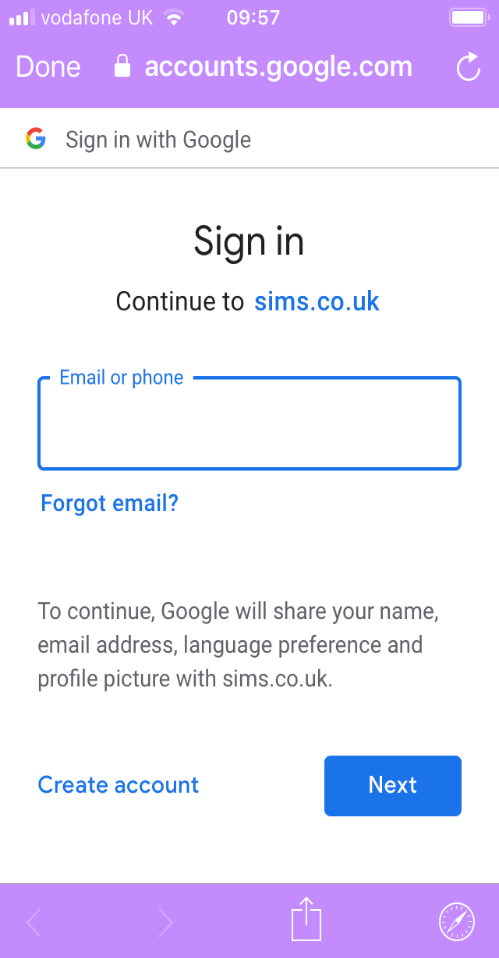 vodafone UK 09:57
Done accounts.google.com
Sign in with Google
Sign in
Continue to sims.co.uk
Email or phone
Forgot email?
To continue, Google will share your name,
email address, language preference and
profile picture with sims.co.uk.
Create account Next